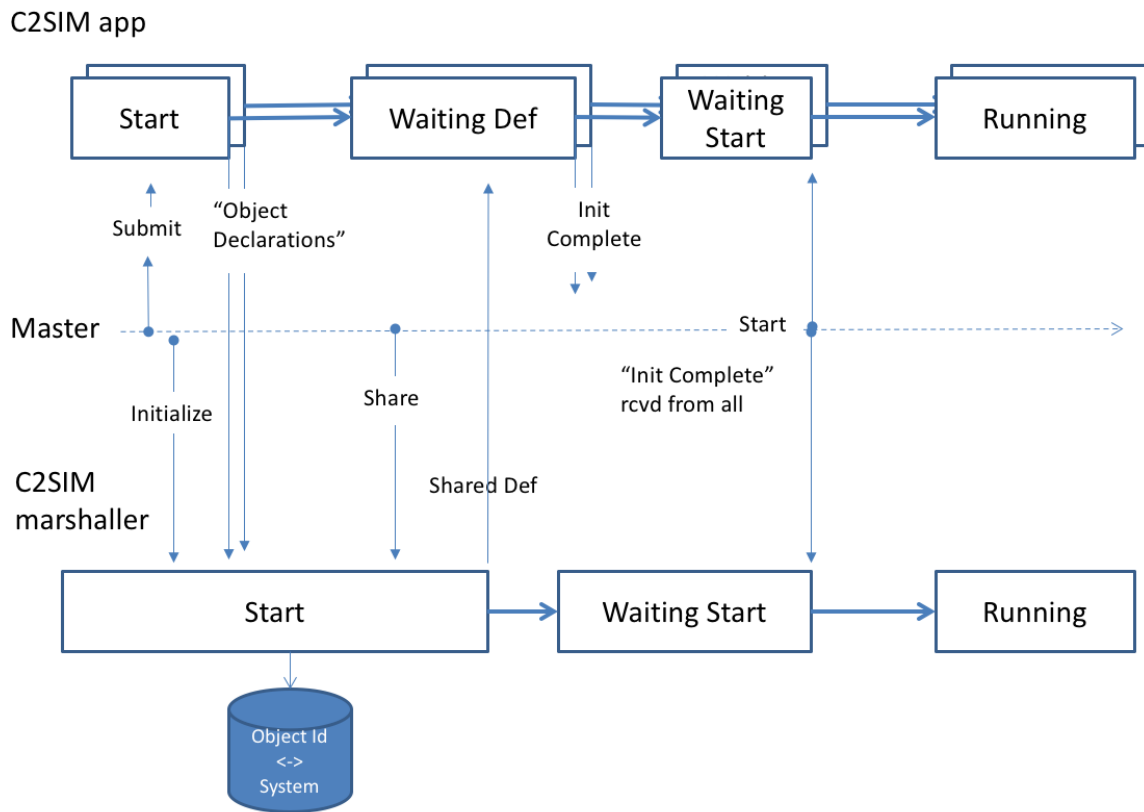 C2SIM app
Start
Waiting Def
Waiting
Start
Running
Submit
“Object
Declarations”
Init
Complete
Master
Start
Initialize
Share
“Init Complete”
rcvd from all
C2SIM
marshaller
Shared Def
Start
Waiting Start
Running
Object Id
<->
System